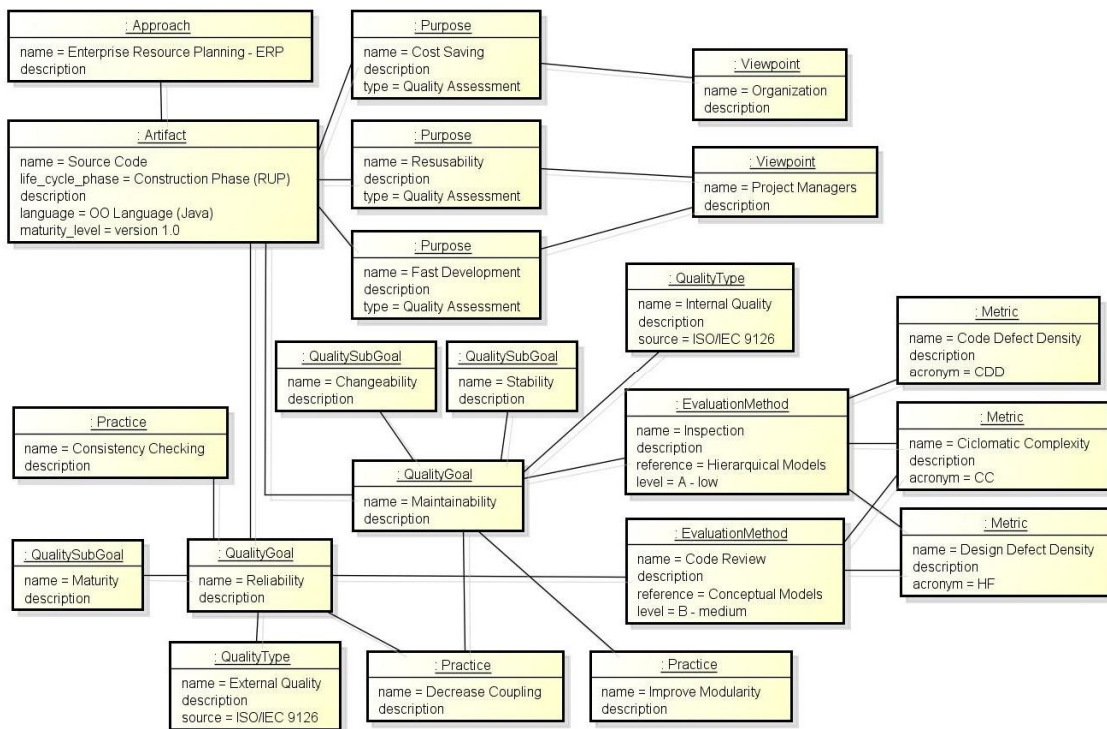 : Approach
name = Enterprise Resource Planning - ERP
description
: Purpose
name = Cost Saving
description
type = Quality Assessment
: Viewpoint
name = Organization
description
: Artifact
name = Source Code
life_cycle_phase = Construction Phase (RUP)
description
language = OO Language (Java)
maturity_level = version 1.0
: Purpose
name = Resusability
description
type = Quality Assessment
: Viewpoint
name = Project Managers
description
: Purpose
name = Fast Development
description
type = Quality Assessment
: QualityType
name = Internal Quality
description
source = ISO/IEC 9126
: Metric
name = Code Defect Density
description
acronym = CDD
: QualitySubGoal
name = Changeability
description
: QualitySubGoal
name = Stability
description
: Practice
name = Consistency Checking
description
: EvaluationMethod
name = Inspection
description
reference = Hierarquical Models
level = A - low
: Metric
name = Ciclomatic Complexity
description
acronym = CC
: QualityGoal
name = Maintainability
description
: Metric
name = Design Defect Density
description
acronym = HF
: EvaluationMethod
name = Code Review
description
reference = Conceptual Models
level = B - medium
: QualitySubGoal
name = Maturity
description
: QualityGoal
name = Reliability
description
: QualityType
name = External Quality
description
source = ISO/IEC 9126
: Practice
name = Decrease Coupling
description
: Practice
name = Improve Modularity
description